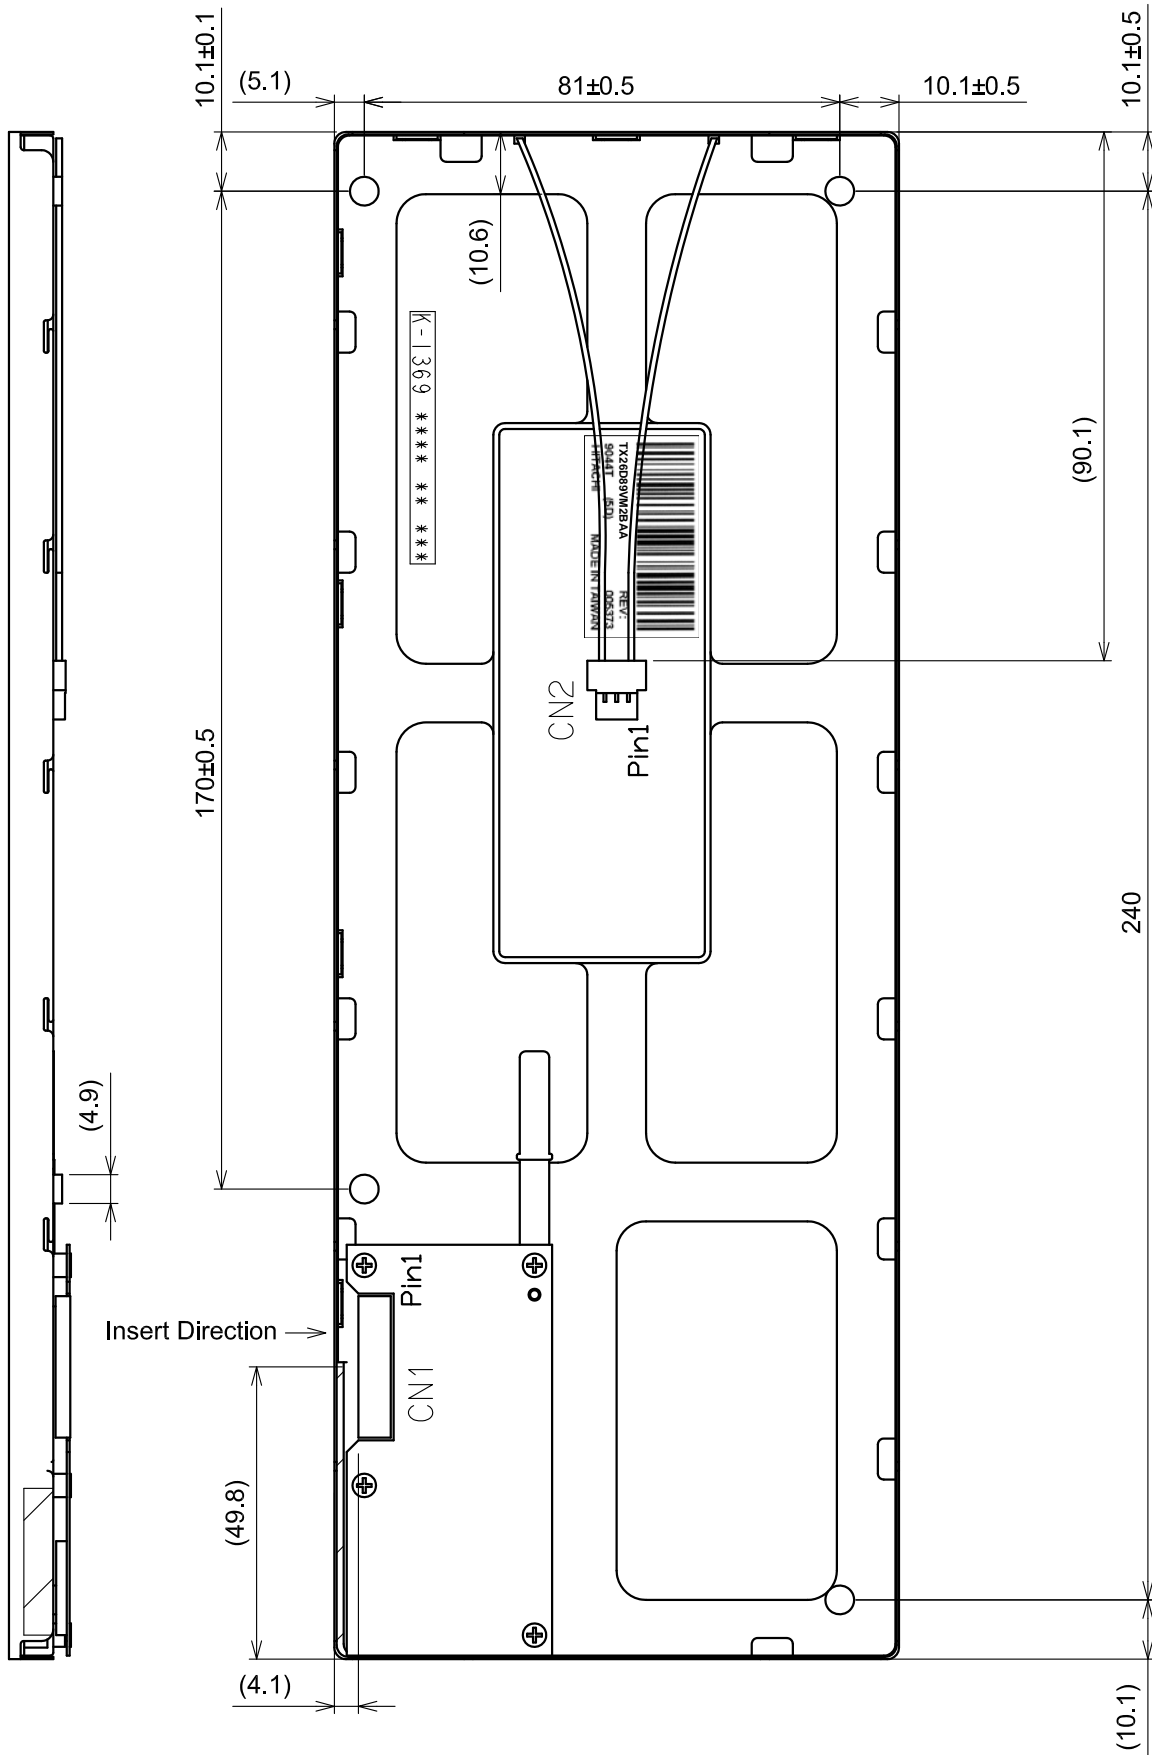 10.1±0.1
(5.1)
81±0.5
10.1±0.5
10.1±0.5
(10.6)
K-1369 **** ** ***
(90.1)
TX26D89VM2BAA REV:
9044T (5D) 005373
HITACHI MADE IN TAIWAN
CN2
Pin1
170±0.5
240
(4.9)
Pin1
Insert Direction
CN1
(49.8)
(4.1)
(10.1)